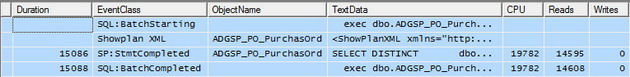 Duration EventClass ObjectName TextData CPU Reads Writes
SQL:BatchStarting exec dbo.ADGSP_PO_Purch...
Showplan XML ADGSP_PO_PurchasOrd <ShowPlanXML xmlns="http:...
15086 SP:StmtCompleted ADGSP_PO_PurchasOrd SELECT DISTINCT dbo... 19782 14595 0
15088 SQL:BatchCompleted exec dbo.ADGSP_PO_Purch... 19782 14608 0